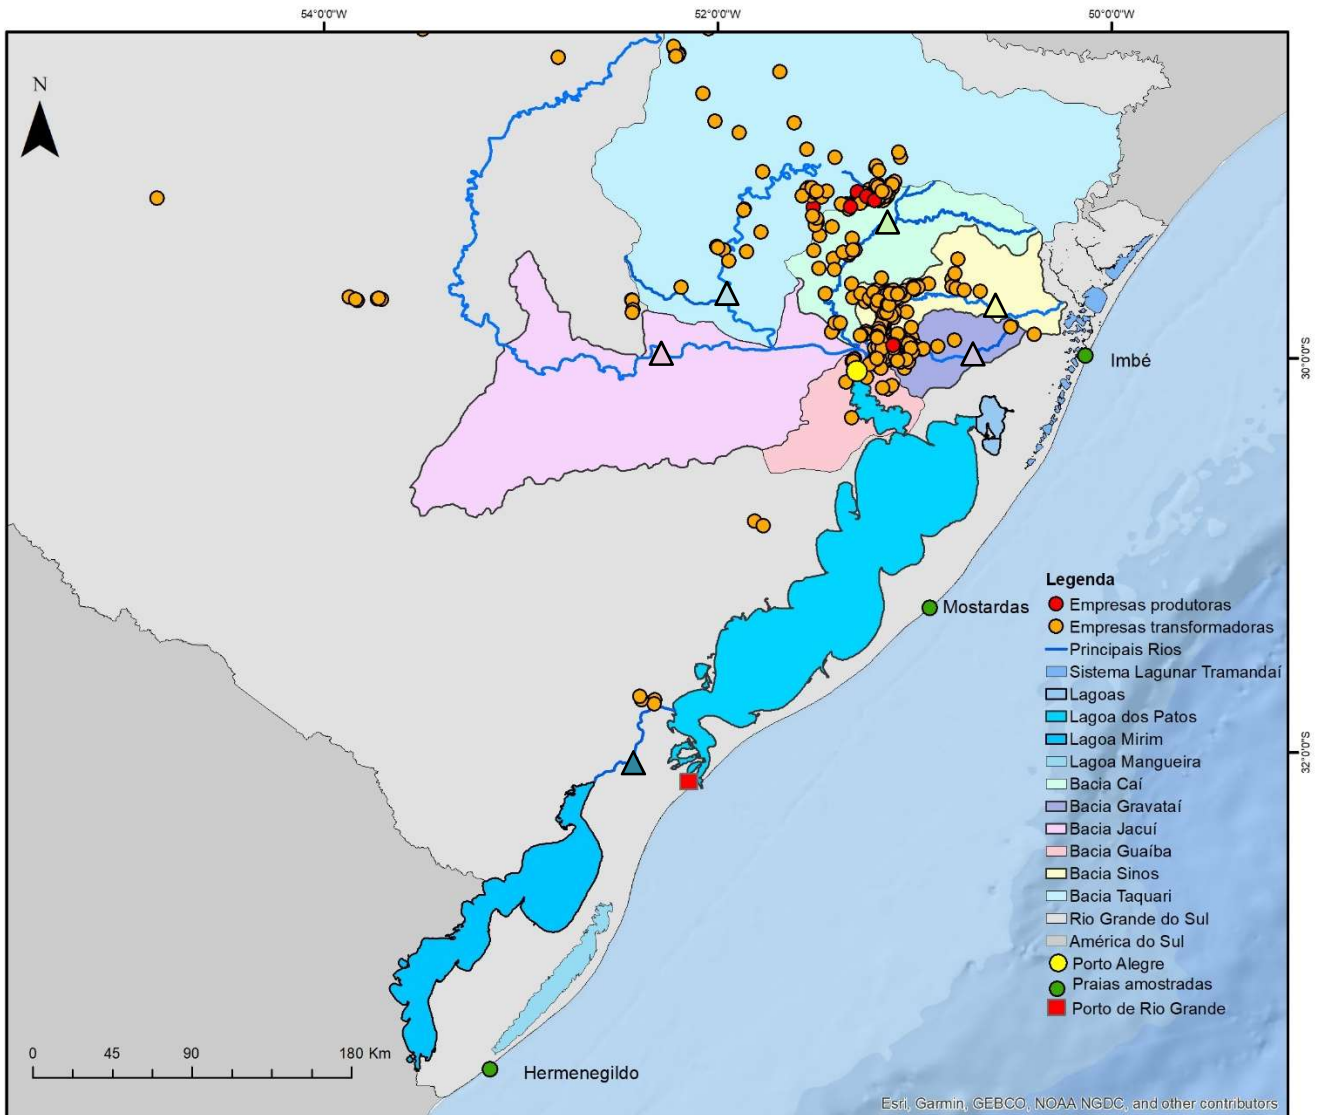 54°0'0"W
52°0'0"W
50°0'0"W
N
Imbé
30°0'0"S
Mostardas
32°0'0"S
Hermenegildo
Legenda
Empresas produtoras
Empresas transformadoras
Principais Rios
Sistema Lagunar Tramandaí
Lagoas
Lagoa dos Patos
Lagoa Mirim
Lagoa Mangueira
Bacia Caí
Bacia Gravataí
Bacia Jacuí
Bacia Guaíba
Bacia Sinos
Bacia Taquari
Rio Grande do Sul
América do Sul
Porto Alegre
Praias amostradas
Porto de Rio Grande
0 45 90 180 Km
Esri, Garmin, GEBCO, NOAA NGDC, and other contributors